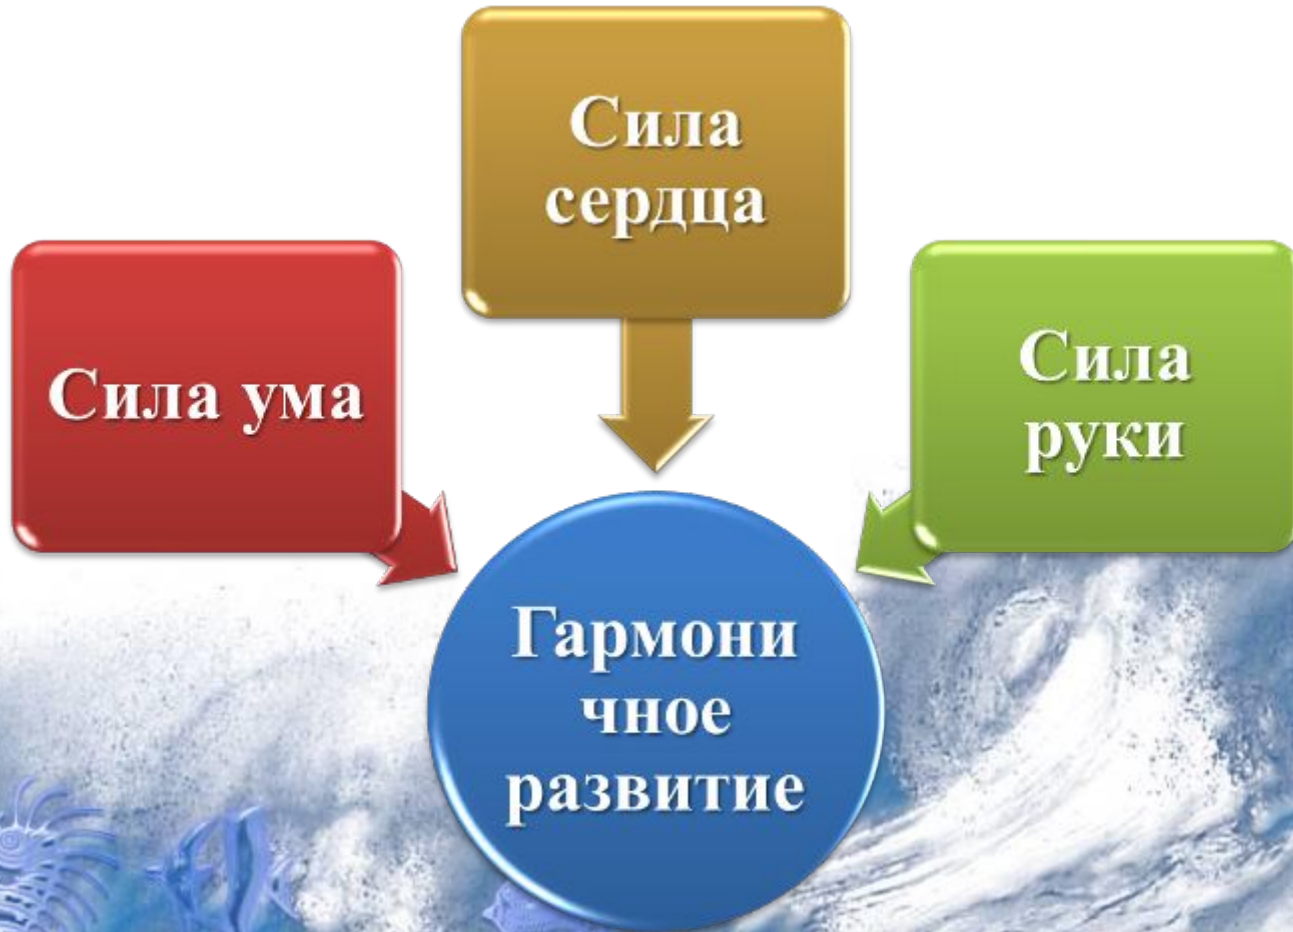 Сила
сердца
Сила ума
Сила
руки
Гармони
чное
развитие